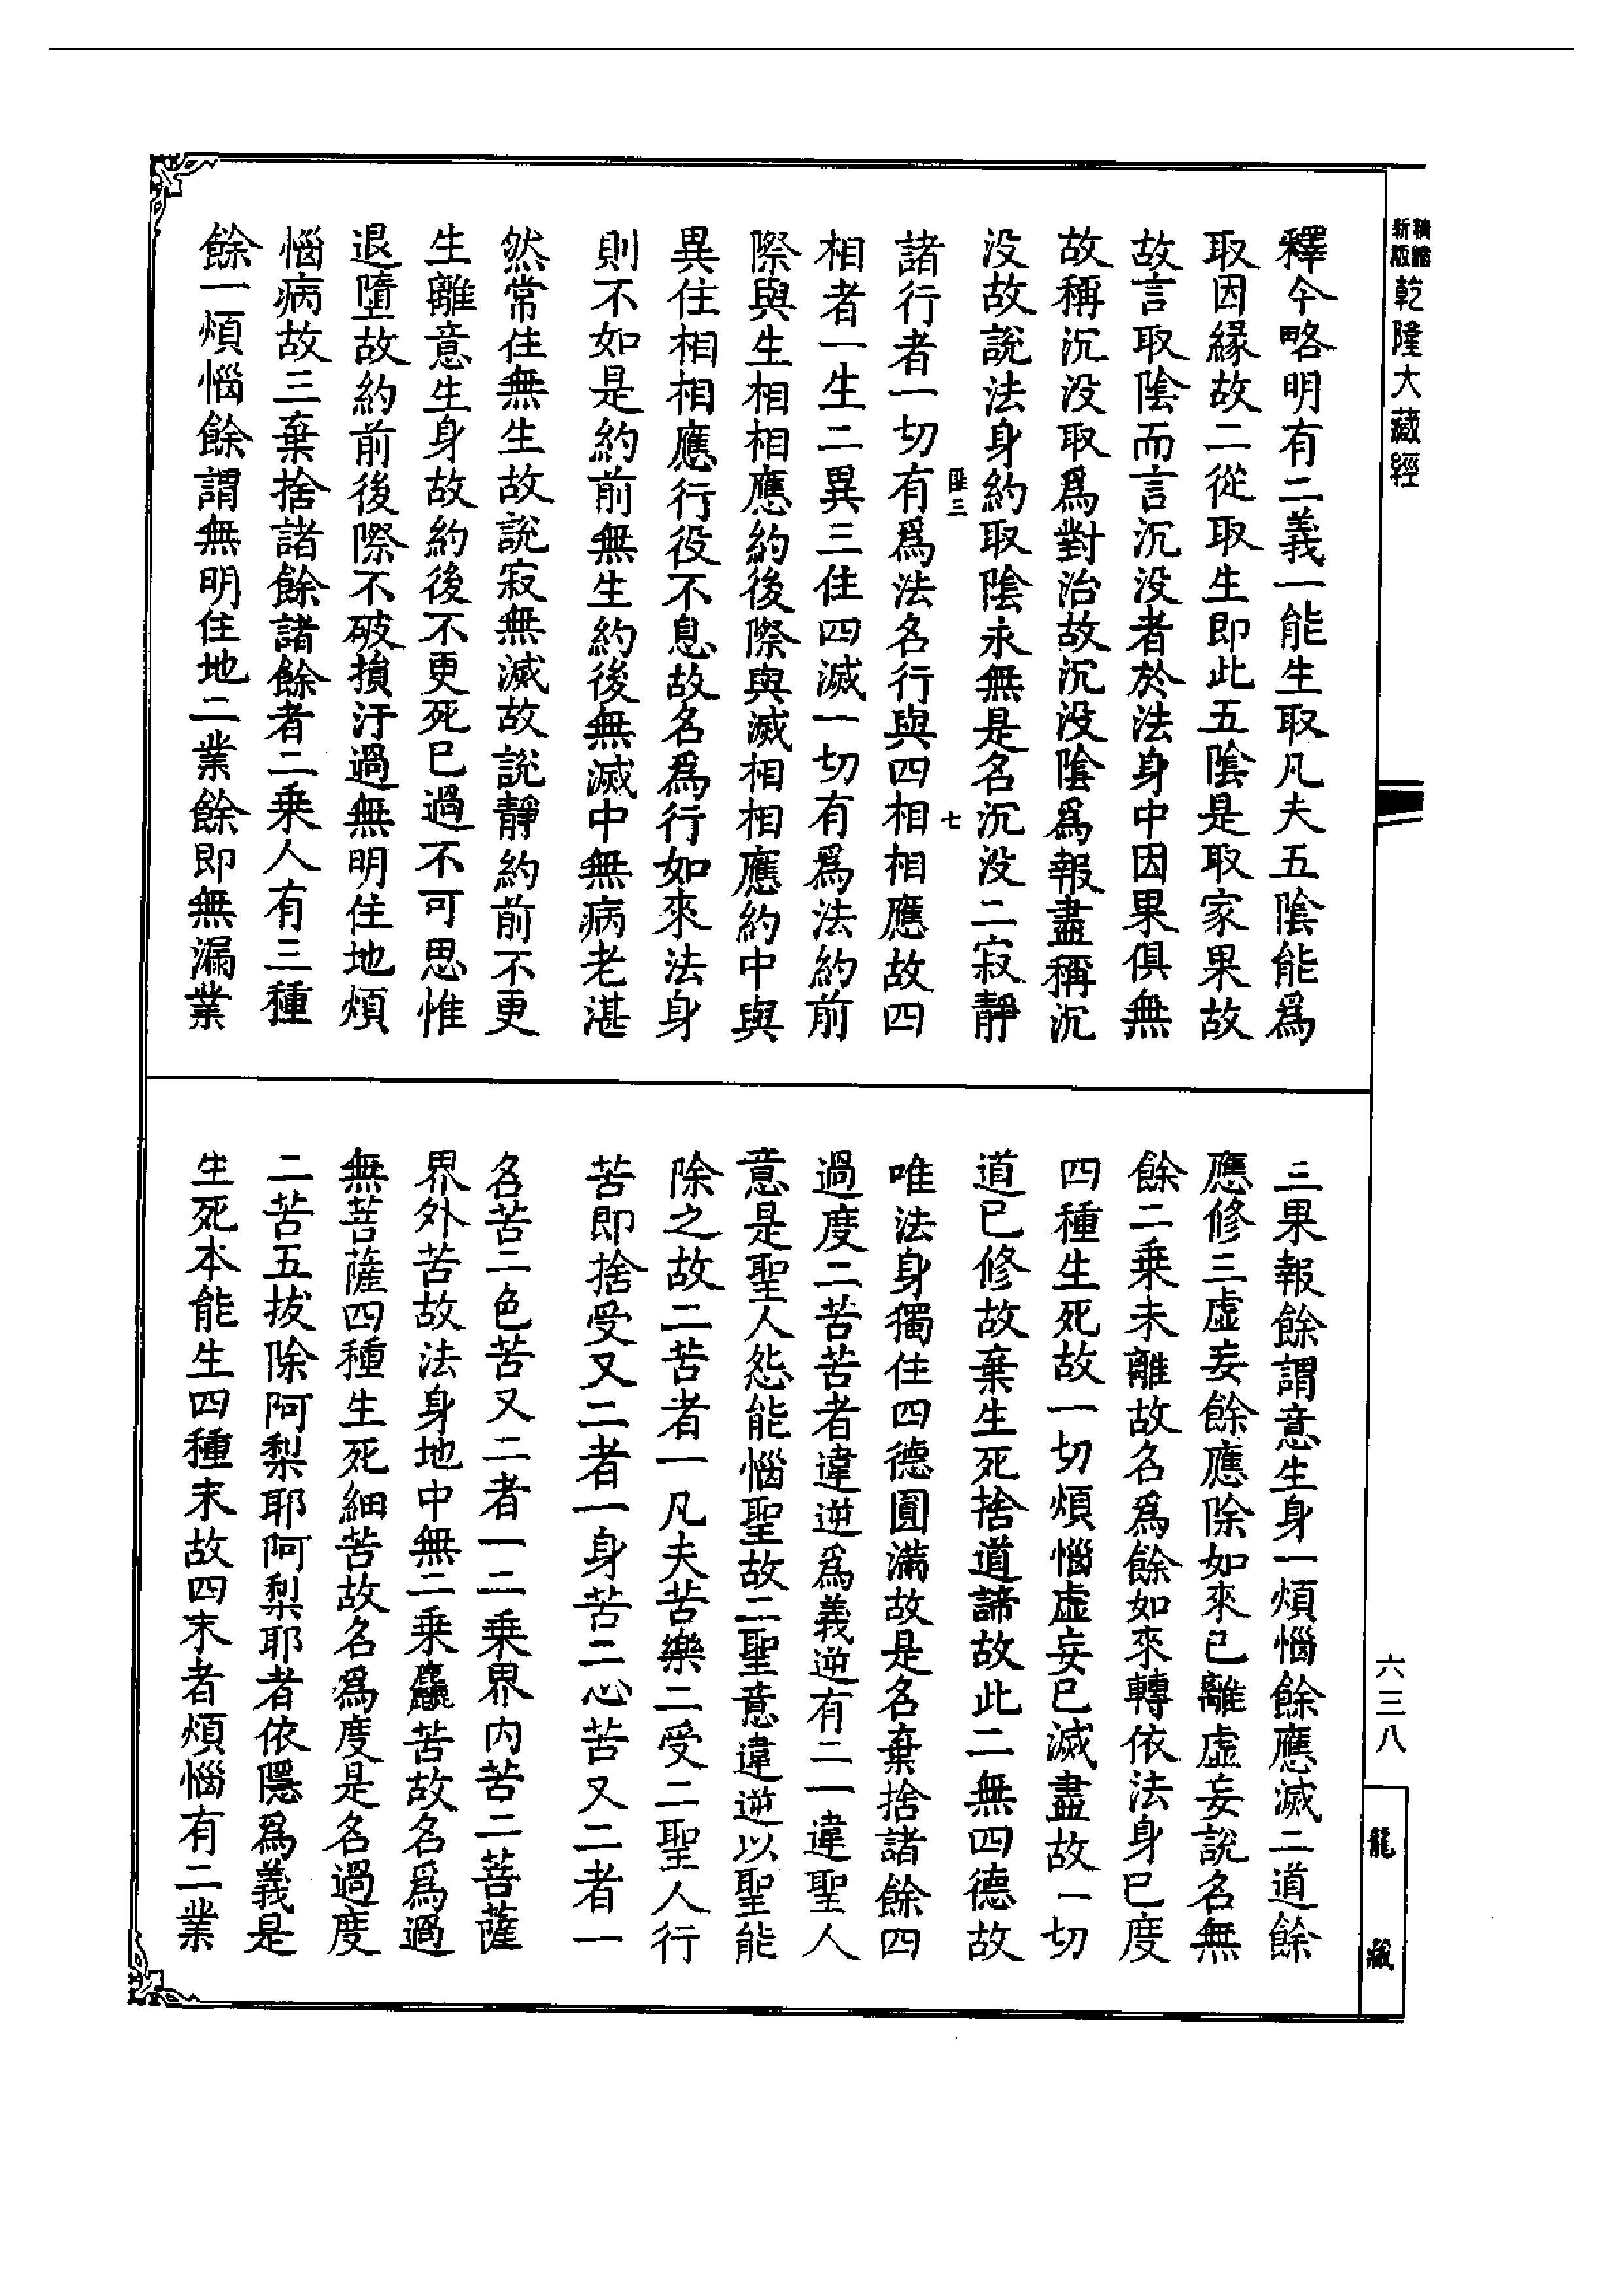 新版
乾隆大藏經
釋今略明有二義一能生取凡夫五陰能爲
取因緣故二從取生即此五陰是取家果故
故言取陰而言沉没者於法身中因果俱無
故稱沉没取爲對治故沉没陰爲報盡稱沉
没故說法身約取陰永無是名沉没二寂靜
匪三
七
諸行者一切有爲法名行與四相相應故四
相者一生二異三住四滅一切有爲法約前
際與生相相應約後際與滅相相應約中與
異住相相應行役不息故名爲行如來法身
則不如是約前無生約後無滅中無病老湛
然常住無生故說寂無滅故說靜約前不更
生離意生身故約後不更死已過不可思惟
退墮故約前後際不破損汙過無明住地煩
惱病故三棄捨諸餘諸餘者二乘人有三種
餘一煩惱餘謂無明住地二業餘即無漏業
三果報餘謂意生身一煩惱餘應滅二道餘
應修三虛妄餘應除如來已離虛妄說名無
餘二乘未離故名爲餘如來轉依法身已度
四種生死故一切煩惱虛妄已滅盡故一切
道已修故棄生死捨道諦故此二無四德故
唯法身獨住四德圓滿故是名棄捨諸餘四
過度二苦苦者違逆爲義逆有二一違聖人
意是聖人怨能惱聖故二聖意違逆以聖能
除之故二苦者一凡夫苦樂二受二聖人行
苦即捨受又二者一身苦二心苦又二者一
名苦二色苦又二者一二乘界內苦二菩薩
界外苦故法身地中無二乘麤苦故名爲過
無菩薩四種生死細苦故名爲度是名過度
二苦五拔除阿梨耶阿梨耶者依隱爲義是
生死本能生四種末故四末者煩惱有二業
六三八
龍藏